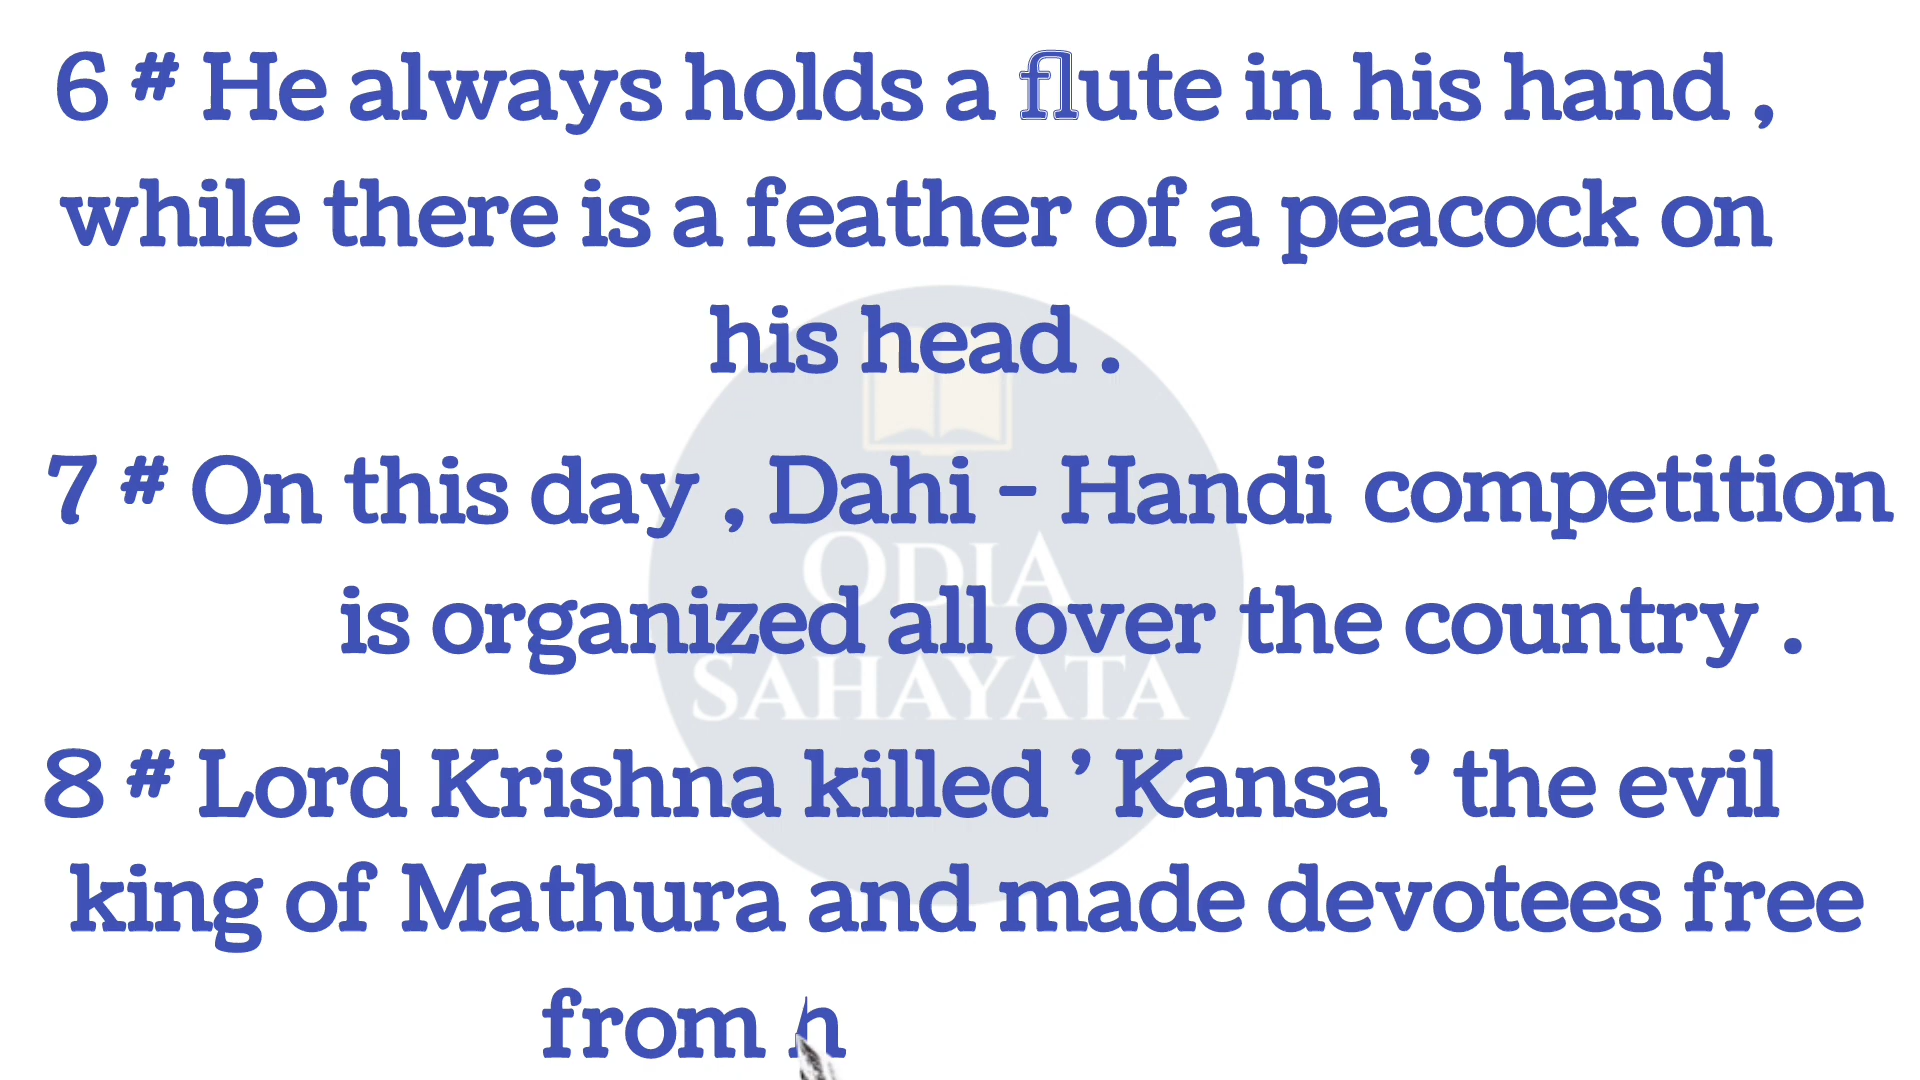 6 # He always holds a flute in his hand ,
while there is a feather of a peacock on
his head .
7 # On this day , Dahi - Handi competition
ODIA
is organized all over the country .
SAHAYATA
8 # Lord Krishna killed ’ Kansa ’ the evil
king of Mathura and made devotees free
from